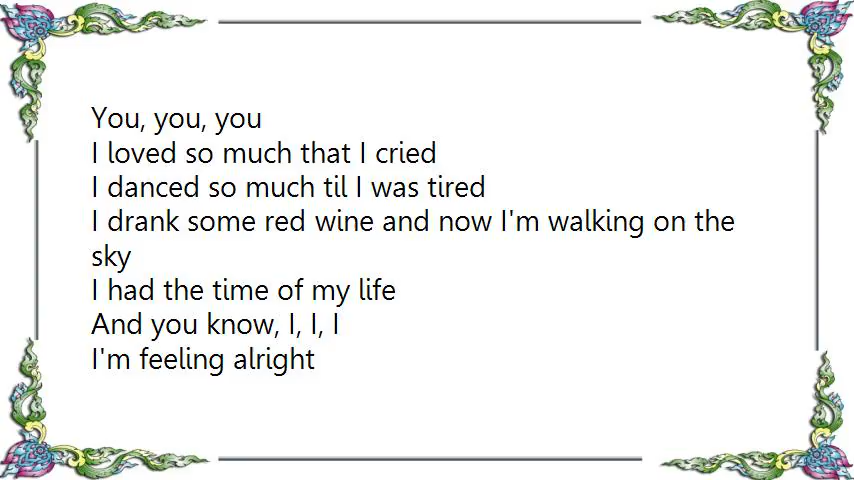 You, you, you
I loved so much that I cried
I danced so much til I was tired
I drank some red wine and now I'm walking on the
sky
I had the time of my life
And you know, I, I, I
I'm feeling alright